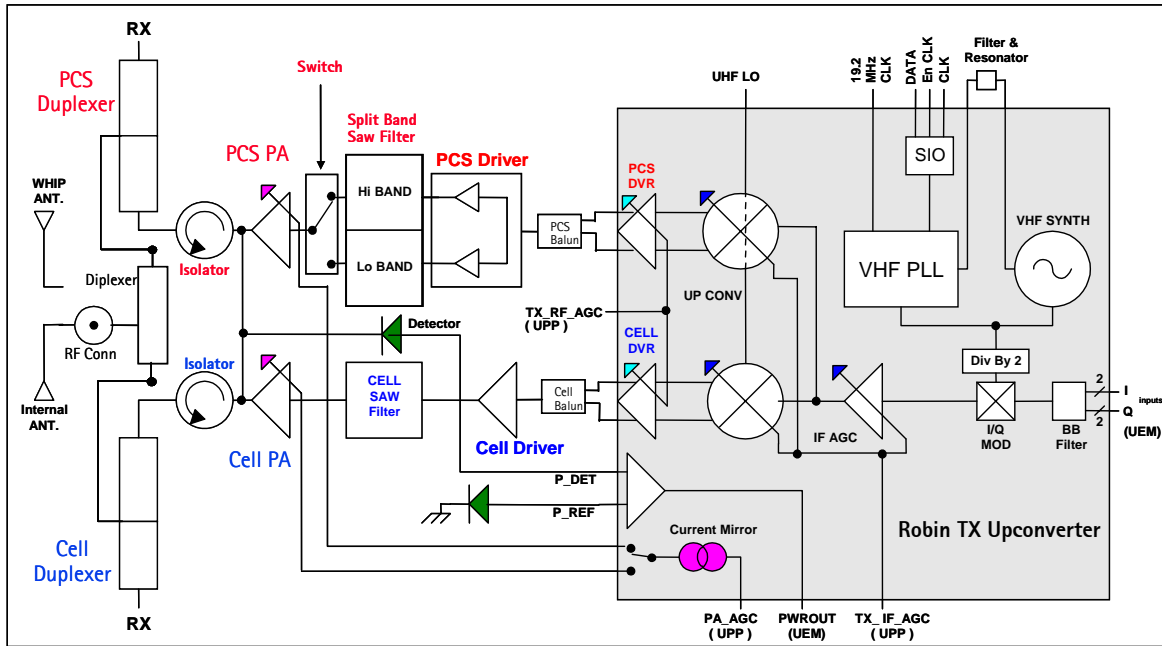 RX
PCS
Duplexer
WHIP
ANT.
Isolator
Diplexer
RF Conn
Internal
ANT.
Isolator
Cell
Duplexer
RX
PCS PA
Switch
Split Band
Saw Filter
Hi BAND
Lo BAND
PCS Driver
PCS
Balun
Detector
Cell PA
CELL
SAW
Filter
Cell Driver
Cell
Balun
P_DET
P_REF
TX_RF_AGC
( UPP )
UHF LO
19.2
MHz
CLK
DATA
En CLK
CLK
Filter &
Resonator
SIO
PCS
DVR
VHF SYNTH
VHF PLL
UP CONV
CELL
DVR
Div By 2
IF AGC
I/Q
MOD
BB
Filter
2
I
inputs
Q
2
(UEM)
Current Mirror
Robin TX Upconverter
PA_AGC
( UPP )
PWROUT
(UEM)
TX_ IF_AGC
( UPP )